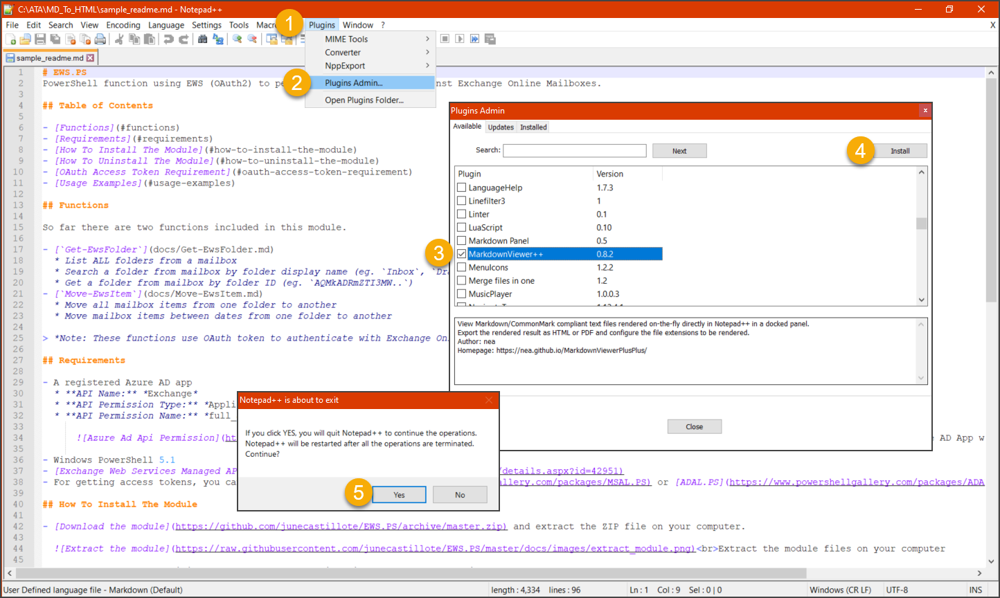 C:\ATA\MD_To_HTML\sample_readme.md - Notepad++
File Edit Search View Encoding Language Settings Tools Macro Plugins Window ? X
1
MIME Tools
Converter
NppExport
2
Plugins Admin...
Open Plugins Folder...
sample_readme.md
1 # EWS.PS
2 PowerShell function using EWS (OAuth2) to nst Exchange Online Mailboxes.
3
4 ## Table of Contents
5
6 - [Functions](#functions)
7 - [Requirements](#requirements)
8 - [How To Install The Module](#how-to-install-the-module)
9 - [How To Uninstall The Module](#how-to-uninstall-the-module)
10 - [OAuth Access Token Requirement](#oauth-access-token-requirement)
11 - [Usage Examples](#usage-examples)
12
13 ## Functions
14
15 So far there are two functions included in this module.
16
17 - [`Get-EwsFolder`](docs/Get-EwsFolder.md)
18 * List ALL folders from a mailbox
19 * Search a folder from mailbox by folder display name (eg. `Inbox`, `Dra
20 * Get a folder from mailbox by folder ID (eg. `AQMkADRmZTI3MW..`)
21 - [`Move-EwsItem`](docs/Move-EwsItem.md)
22 * Move all mailbox items from one folder to another
23 * Move mailbox items between dates from one folder to another
24
25 > *Note: These functions use OAuth token to authenticate with Exchange Onl
26
27 ## Requirements
28
29 - A registered Azure AD app
30 * **API Name:** *Exchange*
31 * **API Permission Type:** *Appli
32 * **API Permission Name:** *full_
33
34 ![Azure Ad Api Permission](ht e AD App w
35
36 - Windows PowerShell 5.1
37 - [Exchange Web Services Managed AP /details.aspx?id=42951)
38 - For getting access tokens, you ca allery.com/packages/MSAL.PS) or [ADAL.PS](https://www.powershellgallery.com/packages/ADA
39
40 ## How To Install The Module
41
42 - [Download the module](https://github.com/junecastillote/EWS.PS/archive/master.zip) and extract the ZIP file on your computer.
43
44 ![Extract the module](https://raw.githubusercontent.com/junecastillote/EWS.PS/master/docs/images/extract_module.png)<br>Extract the module files on your computer
45
Plugins Admin x
Available Updates Installed
Search: Next 4 Install
Plugin Version
LanguageHelp 1.7.3
Linefilter3 1
Linter 0.1
LuaScript 0.10
Markdown Panel 0.5
3 MarkdownViewer++ 0.8.2
MenuIcons 1.2.2
Merge files in one 1.2
MusicPlayer 1.0.0.3
View Markdown/CommonMark compliant text files rendered on-the-fly directly in Notepad++ in a docked panel.
Export the rendered result as HTML or PDF and configure the file extensions to be rendered.
Author: nea
Homepage: https://nea.github.io/MarkdownViewerPlusPlus/
Close
Notepad++ is about to exit
If you click YES, you will quit Notepad++ to continue the operations.
Notepad++ will be restarted after all the operations are terminated.
Continue?
5 Yes No
User Defined language file - Markdown (Default) length : 4,334 lines : 96 Ln : 1 Col : 9 Sel : 0 | 0 Windows (CR LF) UTF-8 INS